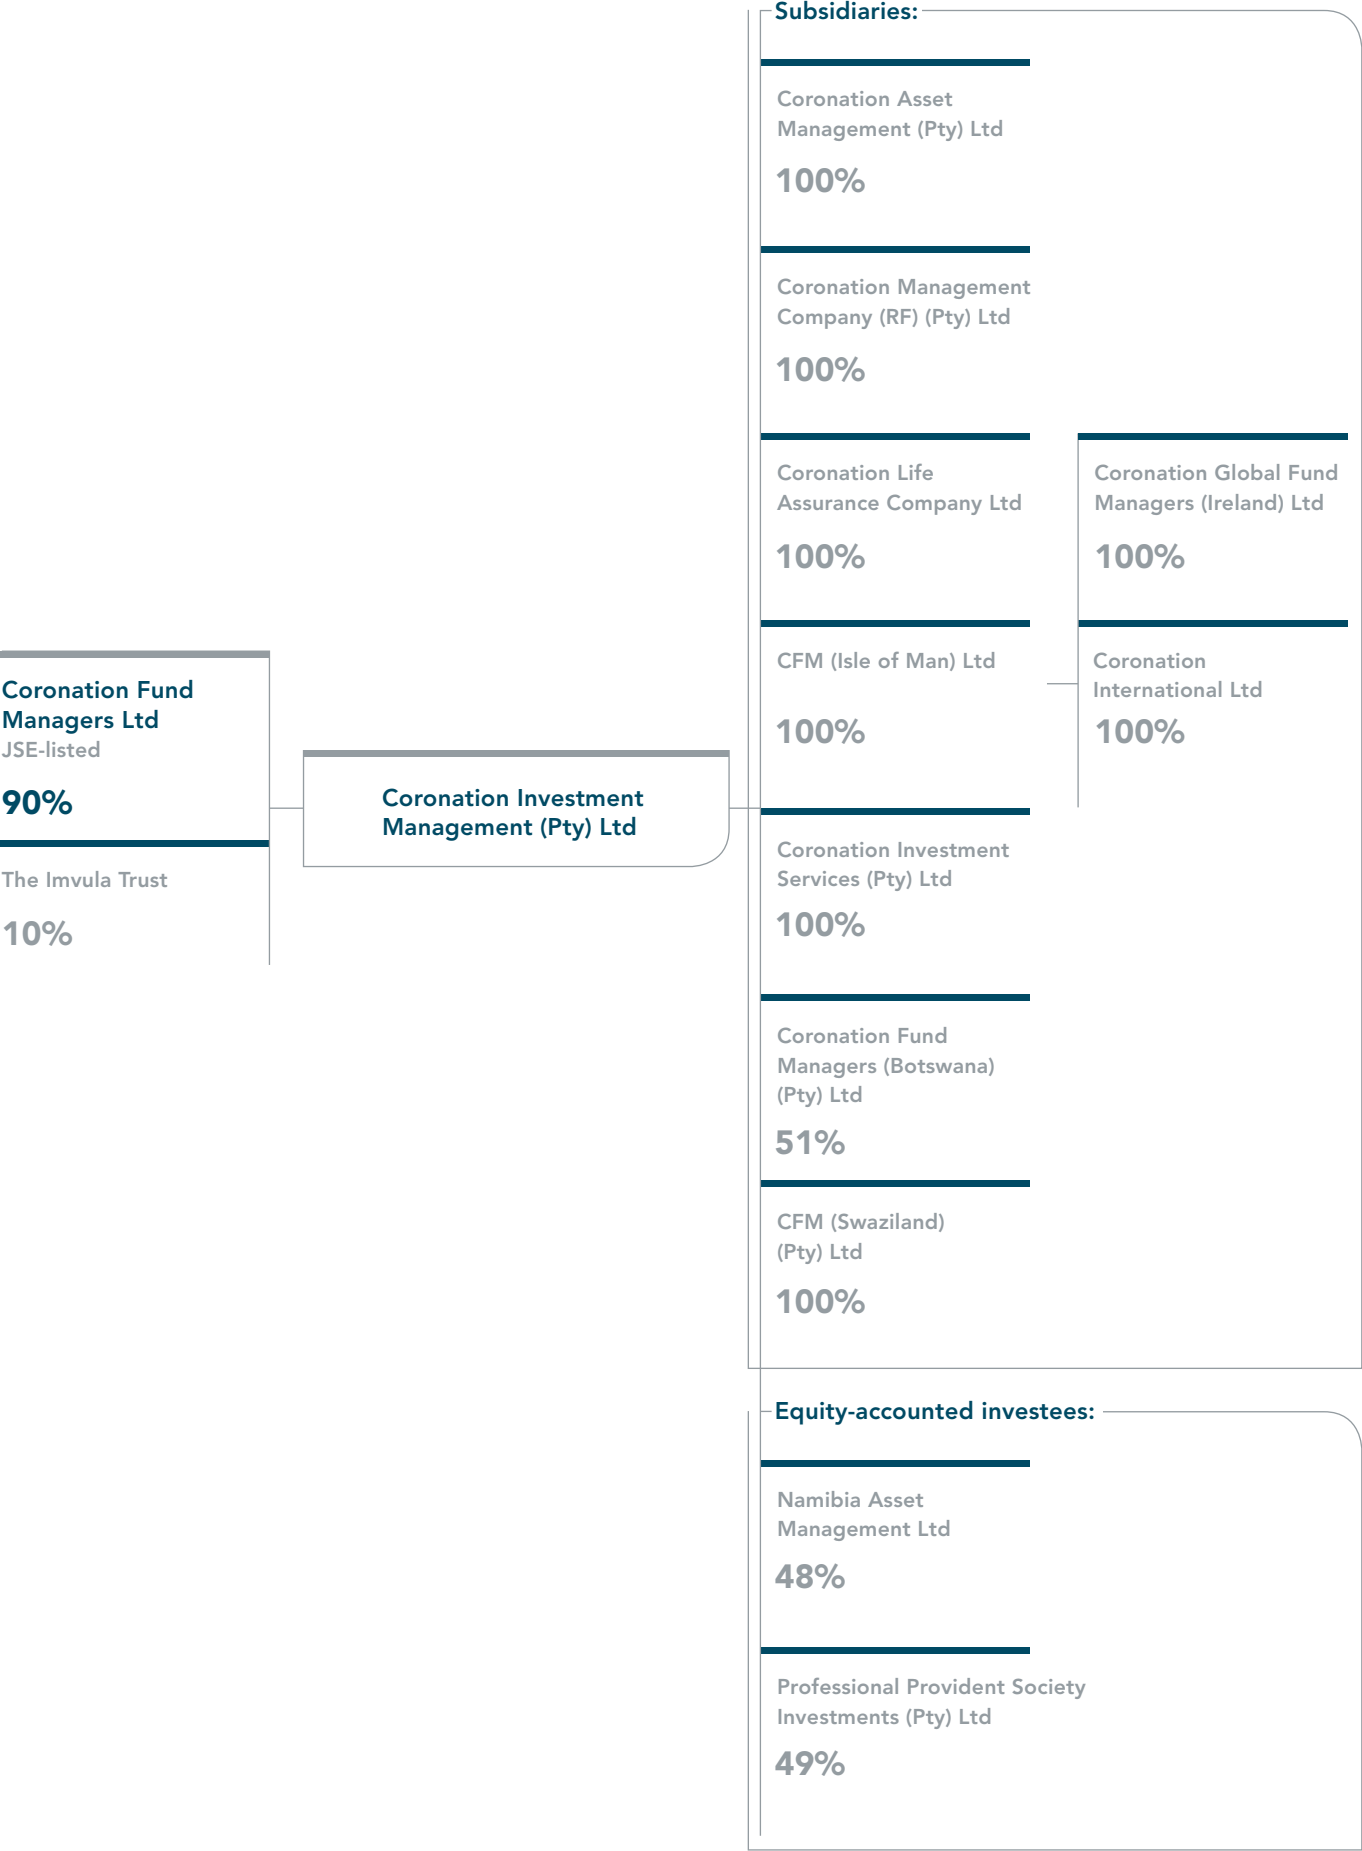 Coronation Fund
Managers Ltd
JSE-listed
90%
The Imvula Trust
10%
Coronation Investment
Management (Pty) Ltd
Subsidiaries:
Coronation Asset
Management (Pty) Ltd
100%
Coronation Management
Company (RF) (Pty) Ltd
100%
Coronation Life
Assurance Company Ltd
100%
CFM (Isle of Man) Ltd
100%
Coronation Global Fund
Managers (Ireland) Ltd
100%
Coronation
International Ltd
100%
Coronation Investment
Services (Pty) Ltd
100%
Coronation Fund
Managers (Botswana)
(Pty) Ltd
51%
CFM (Swaziland)
(Pty) Ltd
100%
Equity-accounted investees:
Namibia Asset
Management Ltd
48%
Professional Provident Society
Investments (Pty) Ltd
49%